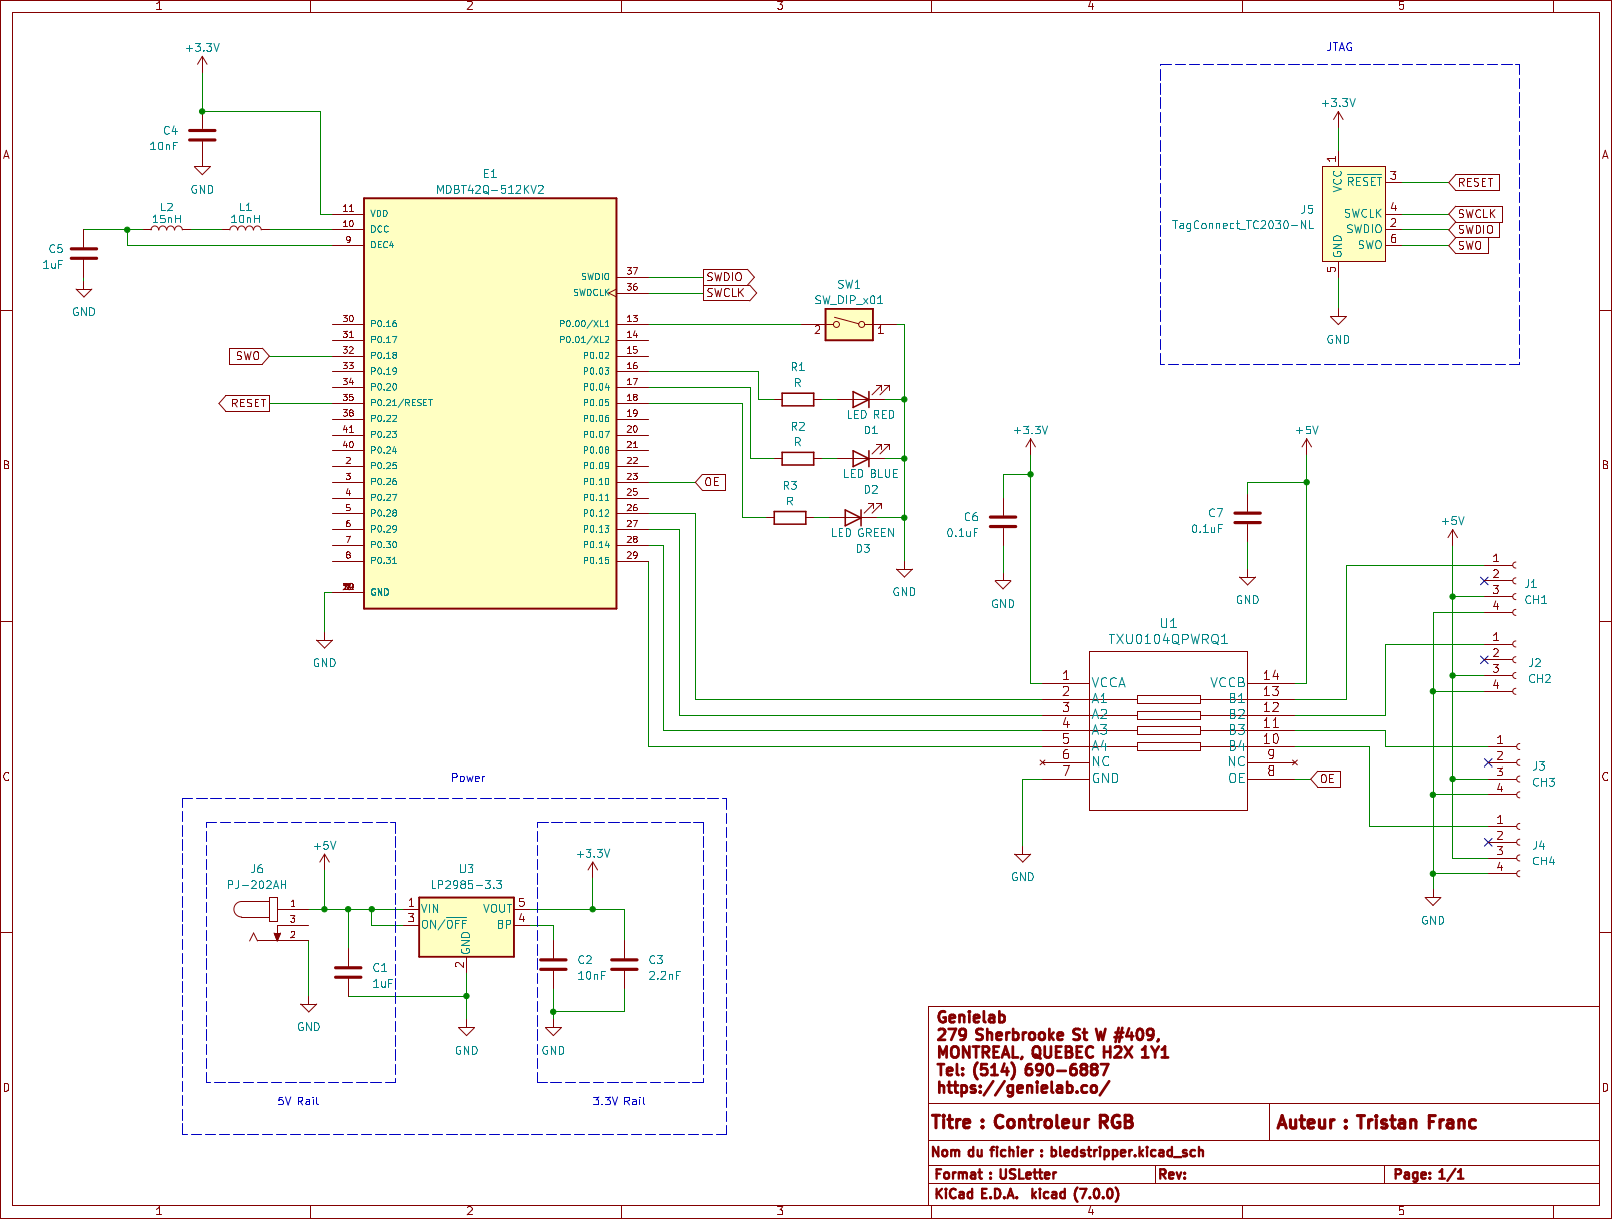 1 2 3 4 5
A
B
C
D
+3.3V
C4
10nF
GND
L2
15nH
L1
10nH
C5
1uF
GND
E1
MDBT42Q-512KV2
11 VDD
10 DCC
9 DEC4
30 P0.16
31 P0.17
32 P0.18
33 P0.19
34 P0.20
35 P0.21/RESET
38 P0.22
41 P0.23
40 P0.24
2 P0.25
3 P0.26
4 P0.27
5 P0.28
6 P0.29
7 P0.30
8 P0.31
GND
GND
SWO
RESET
SWDIO 37
SWDCLK 36
P0.00/XL1 13
P0.01/XL2 14
P0.02 15
P0.03 16
P0.04 17
P0.05 18
P0.06 19
P0.07 20
P0.08 21
P0.09 22
P0.10 23
P0.11 25
P0.12 26
P0.13 27
P0.14 28
P0.15 29
SWDIO
SWCLK
OE
SW1
SW_DIP_x01
2 1
R1
R
LED RED
D1
R2
R
LED BLUE
D2
R3
R
LED GREEN
D3
GND
JTAG
+3.3V
1
VCC
RESET 3
SWCLK 4
SWDIO 2
SWO 6
GND
5
J5
TagConnect_TC2030-NL
RESET
SWCLK
SWDIO
SWO
GND
+3.3V
C6
0.1uF
GND
+5V
C7
0.1uF
GND
U1
TXU0104QPWRQ1
1 VCCA
2 A1
3 A2
4 A3
5 A4
6 NC
7 GND
VCCB 14
B1 13
B2 12
B3 11
B4 10
NC 9
OE 8
OE
GND
+5V
1
2
3
4
J1
CH1
1
2
3
4
J2
CH2
1
2
3
4
J3
CH3
1
2
3
4
J4
CH4
GND
Power
+5V
J6
PJ-202AH
1
3
2
GND
C1
1uF
5V Rail
U3
LP2985-3.3
1 VIN
3 ON/OFF
VOUT 5
BP 4
GND
2
GND
+3.3V
C2
10nF
C3
2.2nF
GND
3.3V Rail
Genielab
279 Sherbrooke St W #409,
MONTREAL, QUEBEC H2X 1Y1
Tel: (514) 690-6887
https://genielab.co/
Titre : Controleur RGB
Auteur : Tristan Franc
Nom du fichier : bledstripper.kicad_sch
Format : USLetter
Rev:
Page: 1/1
KiCad E.D.A. kicad (7.0.0)
A
B
C
D
1 2 3 4 5